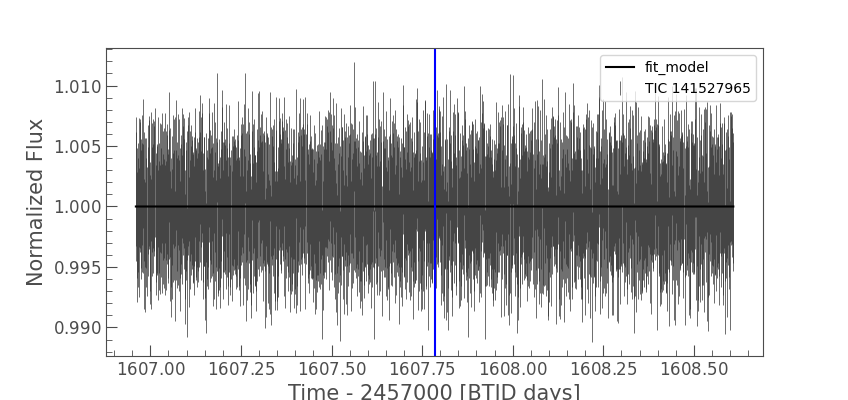 fit_model
TIC 141527965
1.010
1.005
1.000
0.995
0.990
Normalized Flux
1607.00 1607.25 1607.50 1607.75 1608.00 1608.25 1608.50
Time - 2457000 [BTJD days]